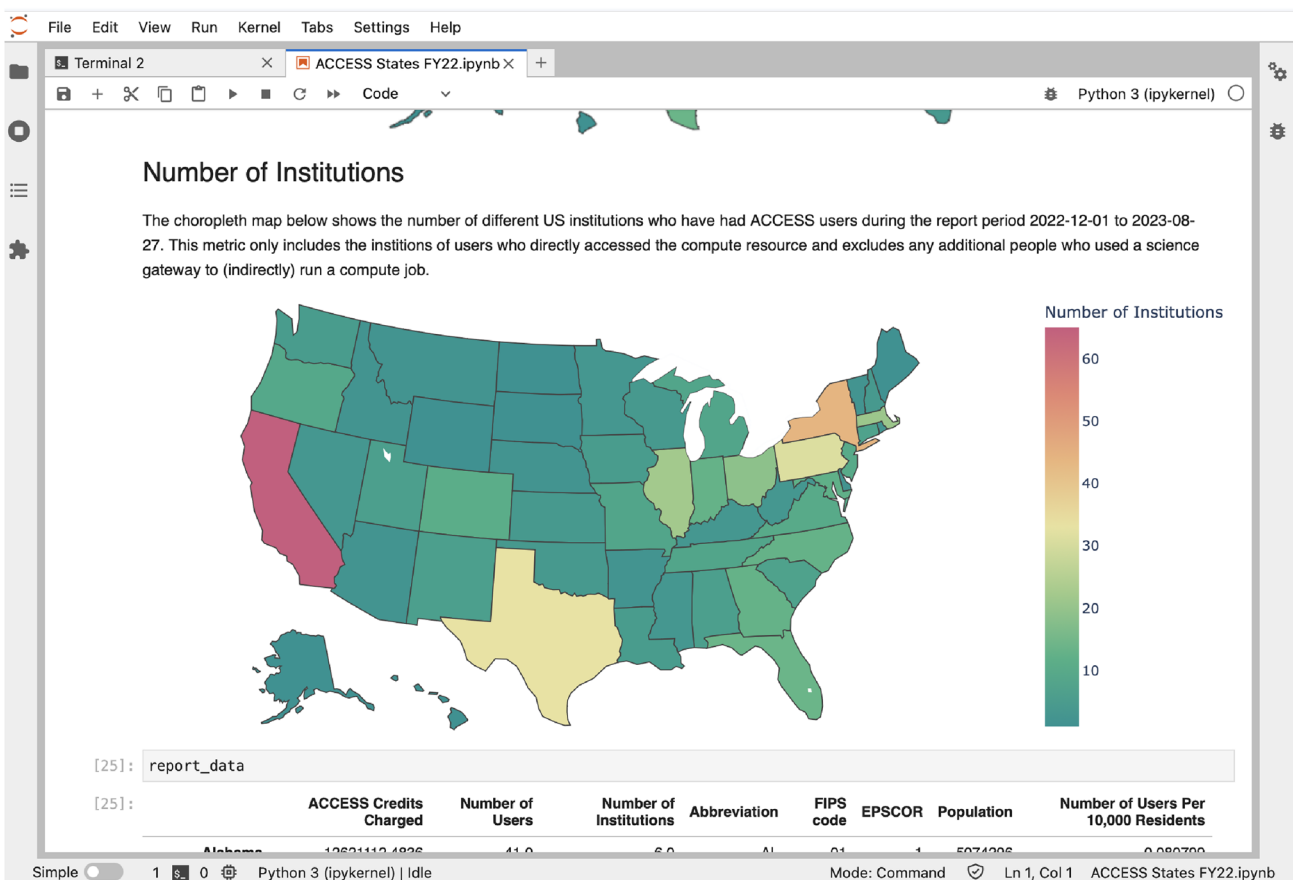 File Edit View Run Kernel Tabs Settings Help
Terminal 2
ACCESS States FY22.ipynb
Code
Python 3 (ipykernel)
Number of Institutions
The choropleth map below shows the number of different US institutions who have had ACCESS users during the report period 2022-12-01 to 2023-08-
27. This metric only includes the institions of users who directly accessed the compute resource and excludes any additional people who used a science
gateway to (indirectly) run a compute job.
Number of Institutions
60
50
40
30
20
10
[25]: report_data
[25]:
ACCESS Credits Charged
Number of Users
Number of Institutions
Abbreviation
FIPS code
EPSCOR
Population
Number of Users Per 10,000 Residents
Alabama
Simple 1 0 Python 3 (ipykernel) | Idle
Mode: Command Ln 1, Col 1 ACCESS States FY22.ipynb